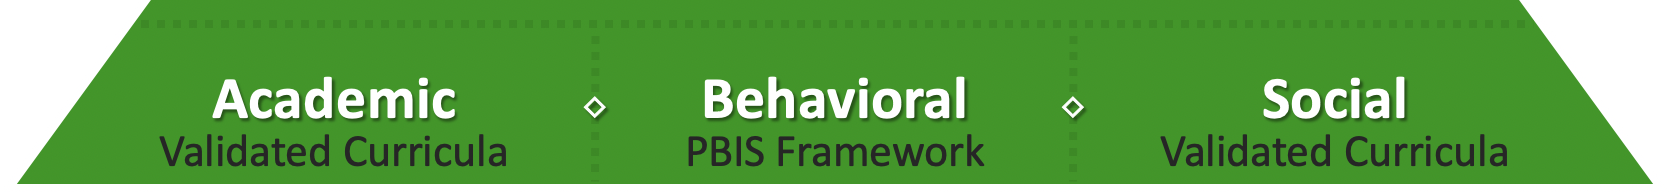 Academic
Validated Curricula
Behavioral
PBIS Framework
Social
Validated Curricula